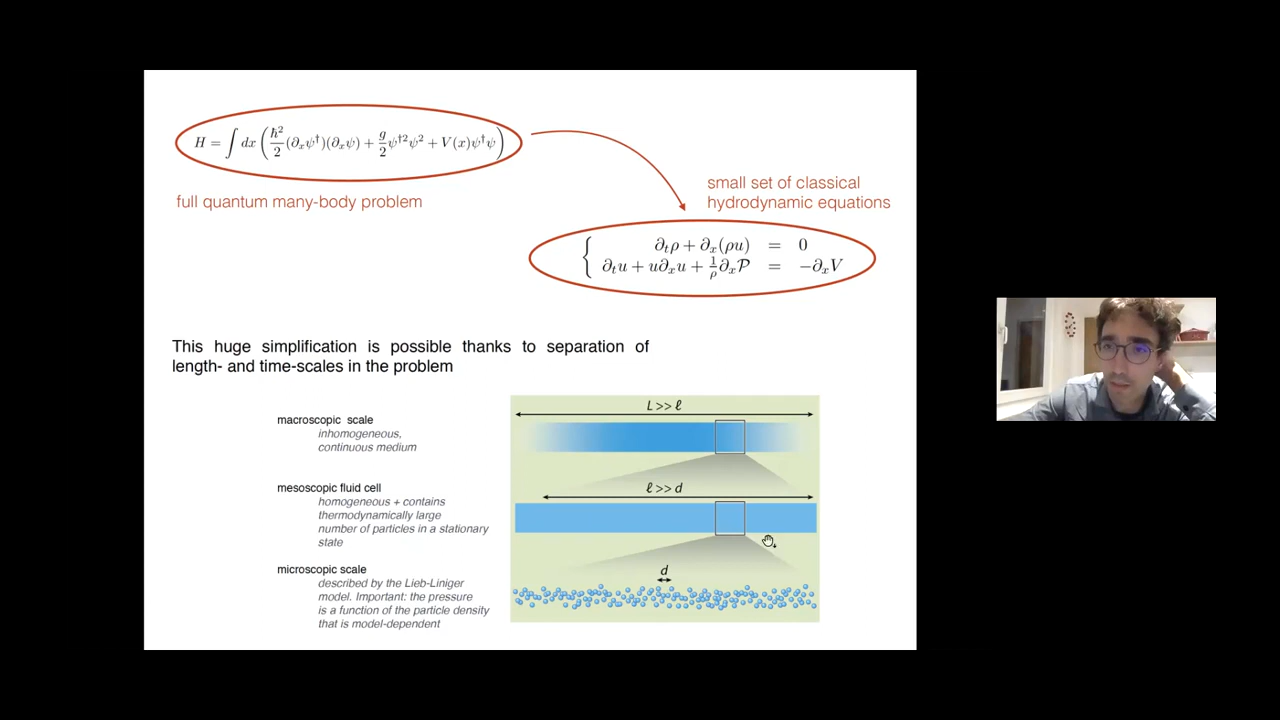 H = ∫ dx ( ħ²/2 (∂ₓψ†)(∂ₓψ) + g/2 ψ†²ψ² + V(x)ψ†ψ )
full quantum many-body problem
small set of classical
hydrodynamic equations
∂ₜρ + ∂ₓ(ρu) = 0
∂ₜu + u∂ₓu + 1/ρ ∂ₓ𝒫 = −∂ₓV
This huge simplification is possible thanks to separation of
length- and time-scales in the problem
macroscopic scale
inhomogeneous,
continuous medium
L >> ℓ
mesoscopic fluid cell
homogeneous + contains
thermodynamically large
number of particles in a stationary
state
ℓ >> d
microscopic scale
described by the Lieb-Liniger
model. Important: the pressure
is a function of the particle density
that is model-dependent
d